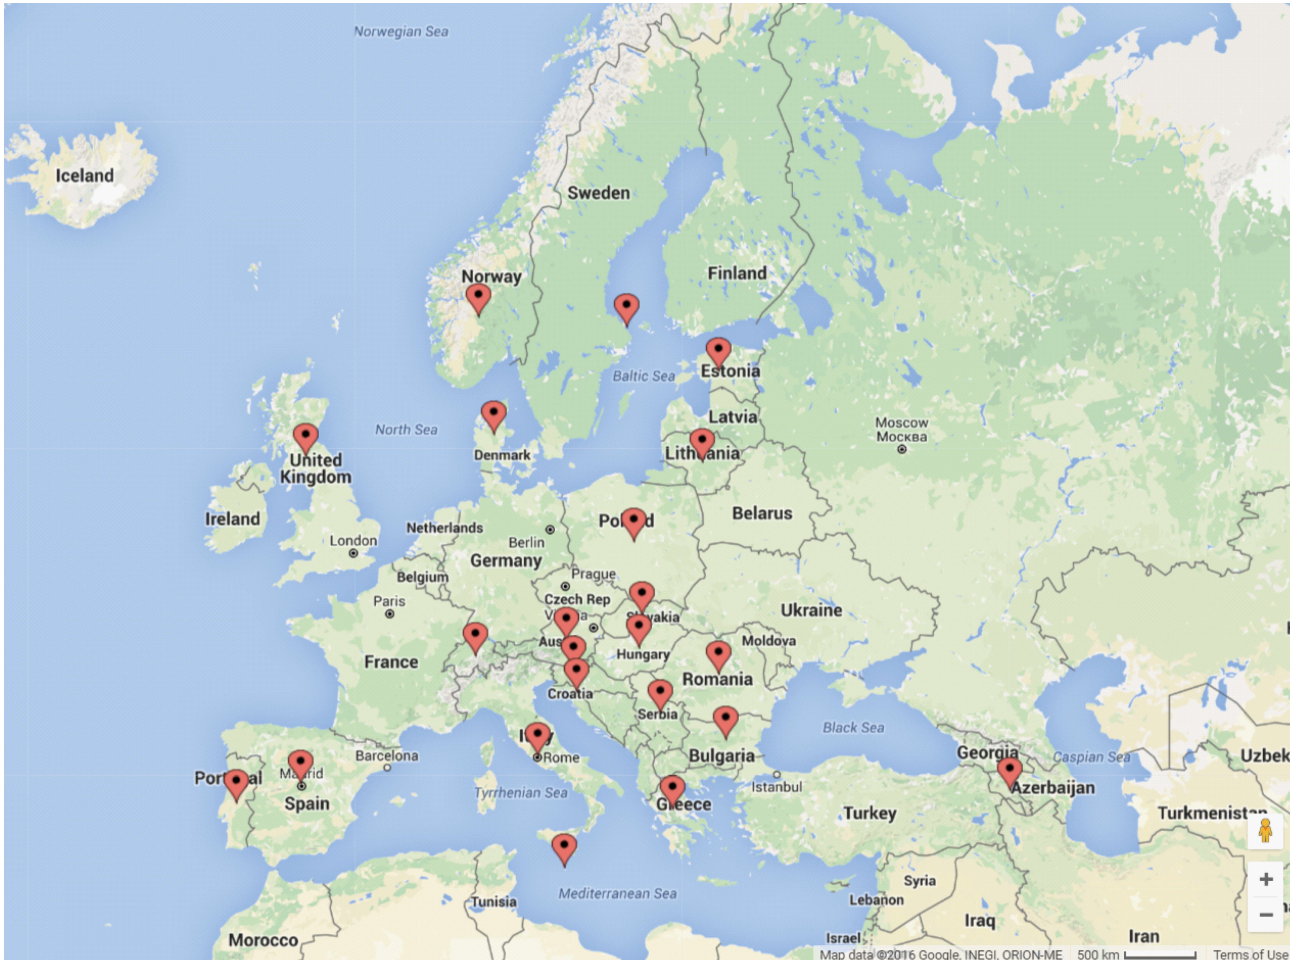 Norwegian Sea
Iceland
Sweden
Finland
Norway
Estonia
Baltic Sea
Latvia
Moscow
Москва
North Sea
Denmark
Lithuania
United
Kingdom
Ireland
Netherlands
Belarus
London
Berlin
Germany
Belgium
Prague
Paris
Czech Rep
Ukraine
Moldova
France
Hungary
Romania
Croatia
Serbia
Black Sea
Bulgaria
Georgia
Caspian Sea
Uzbek
Barcelona
Rome
Madrid
Istanbul
Azerbaijan
Portugal
Spain
Tyrrhenian Sea
Greece
Turkey
Turkmenistan
Syria
Mediterranean Sea
Lebanon
Tunisia
Iraq
Morocco
Israel
Iran
Map data ©2016 Google, INEGI, ORION-ME 500 km Terms of Use